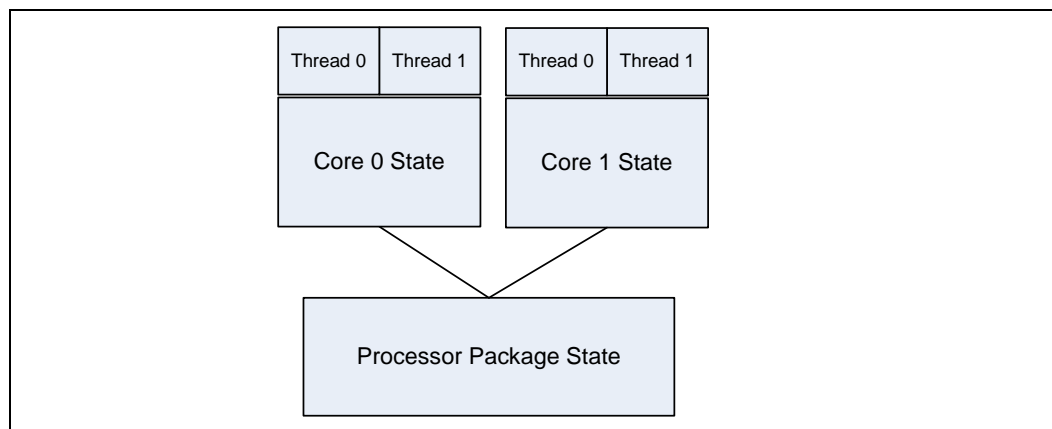 Thread 0
Thread 1
Thread 0
Thread 1
Core 0 State
Core 1 State
Processor Package State